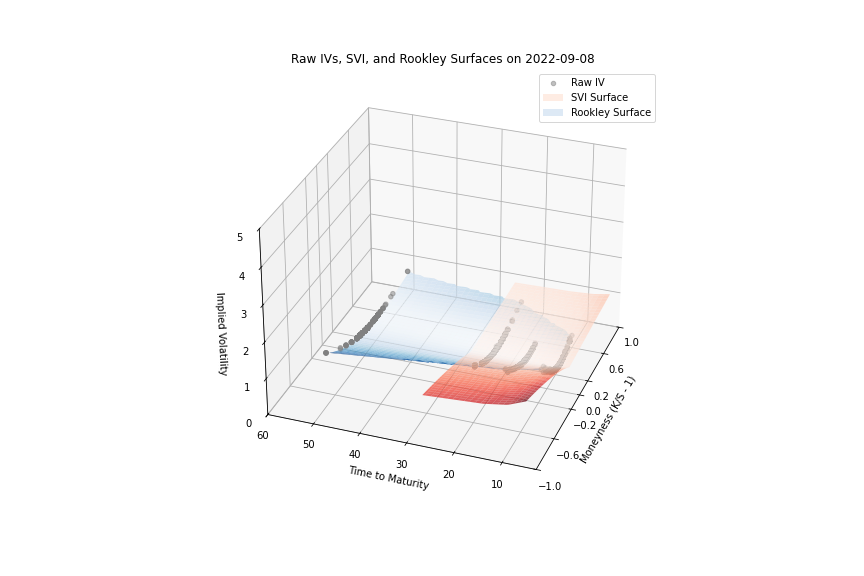 Raw IVs, SVI, and Rookley Surfaces on 2022-09-08
Raw IV
SVI Surface
Rookley Surface
5
4
3
2
1
0
Implied Volatility
60
50
40
30
20
10
Time to Maturity
1.0
0.6
0.2
0.0
−0.2
−0.6
−1.0
Moneyness (K/S - 1)